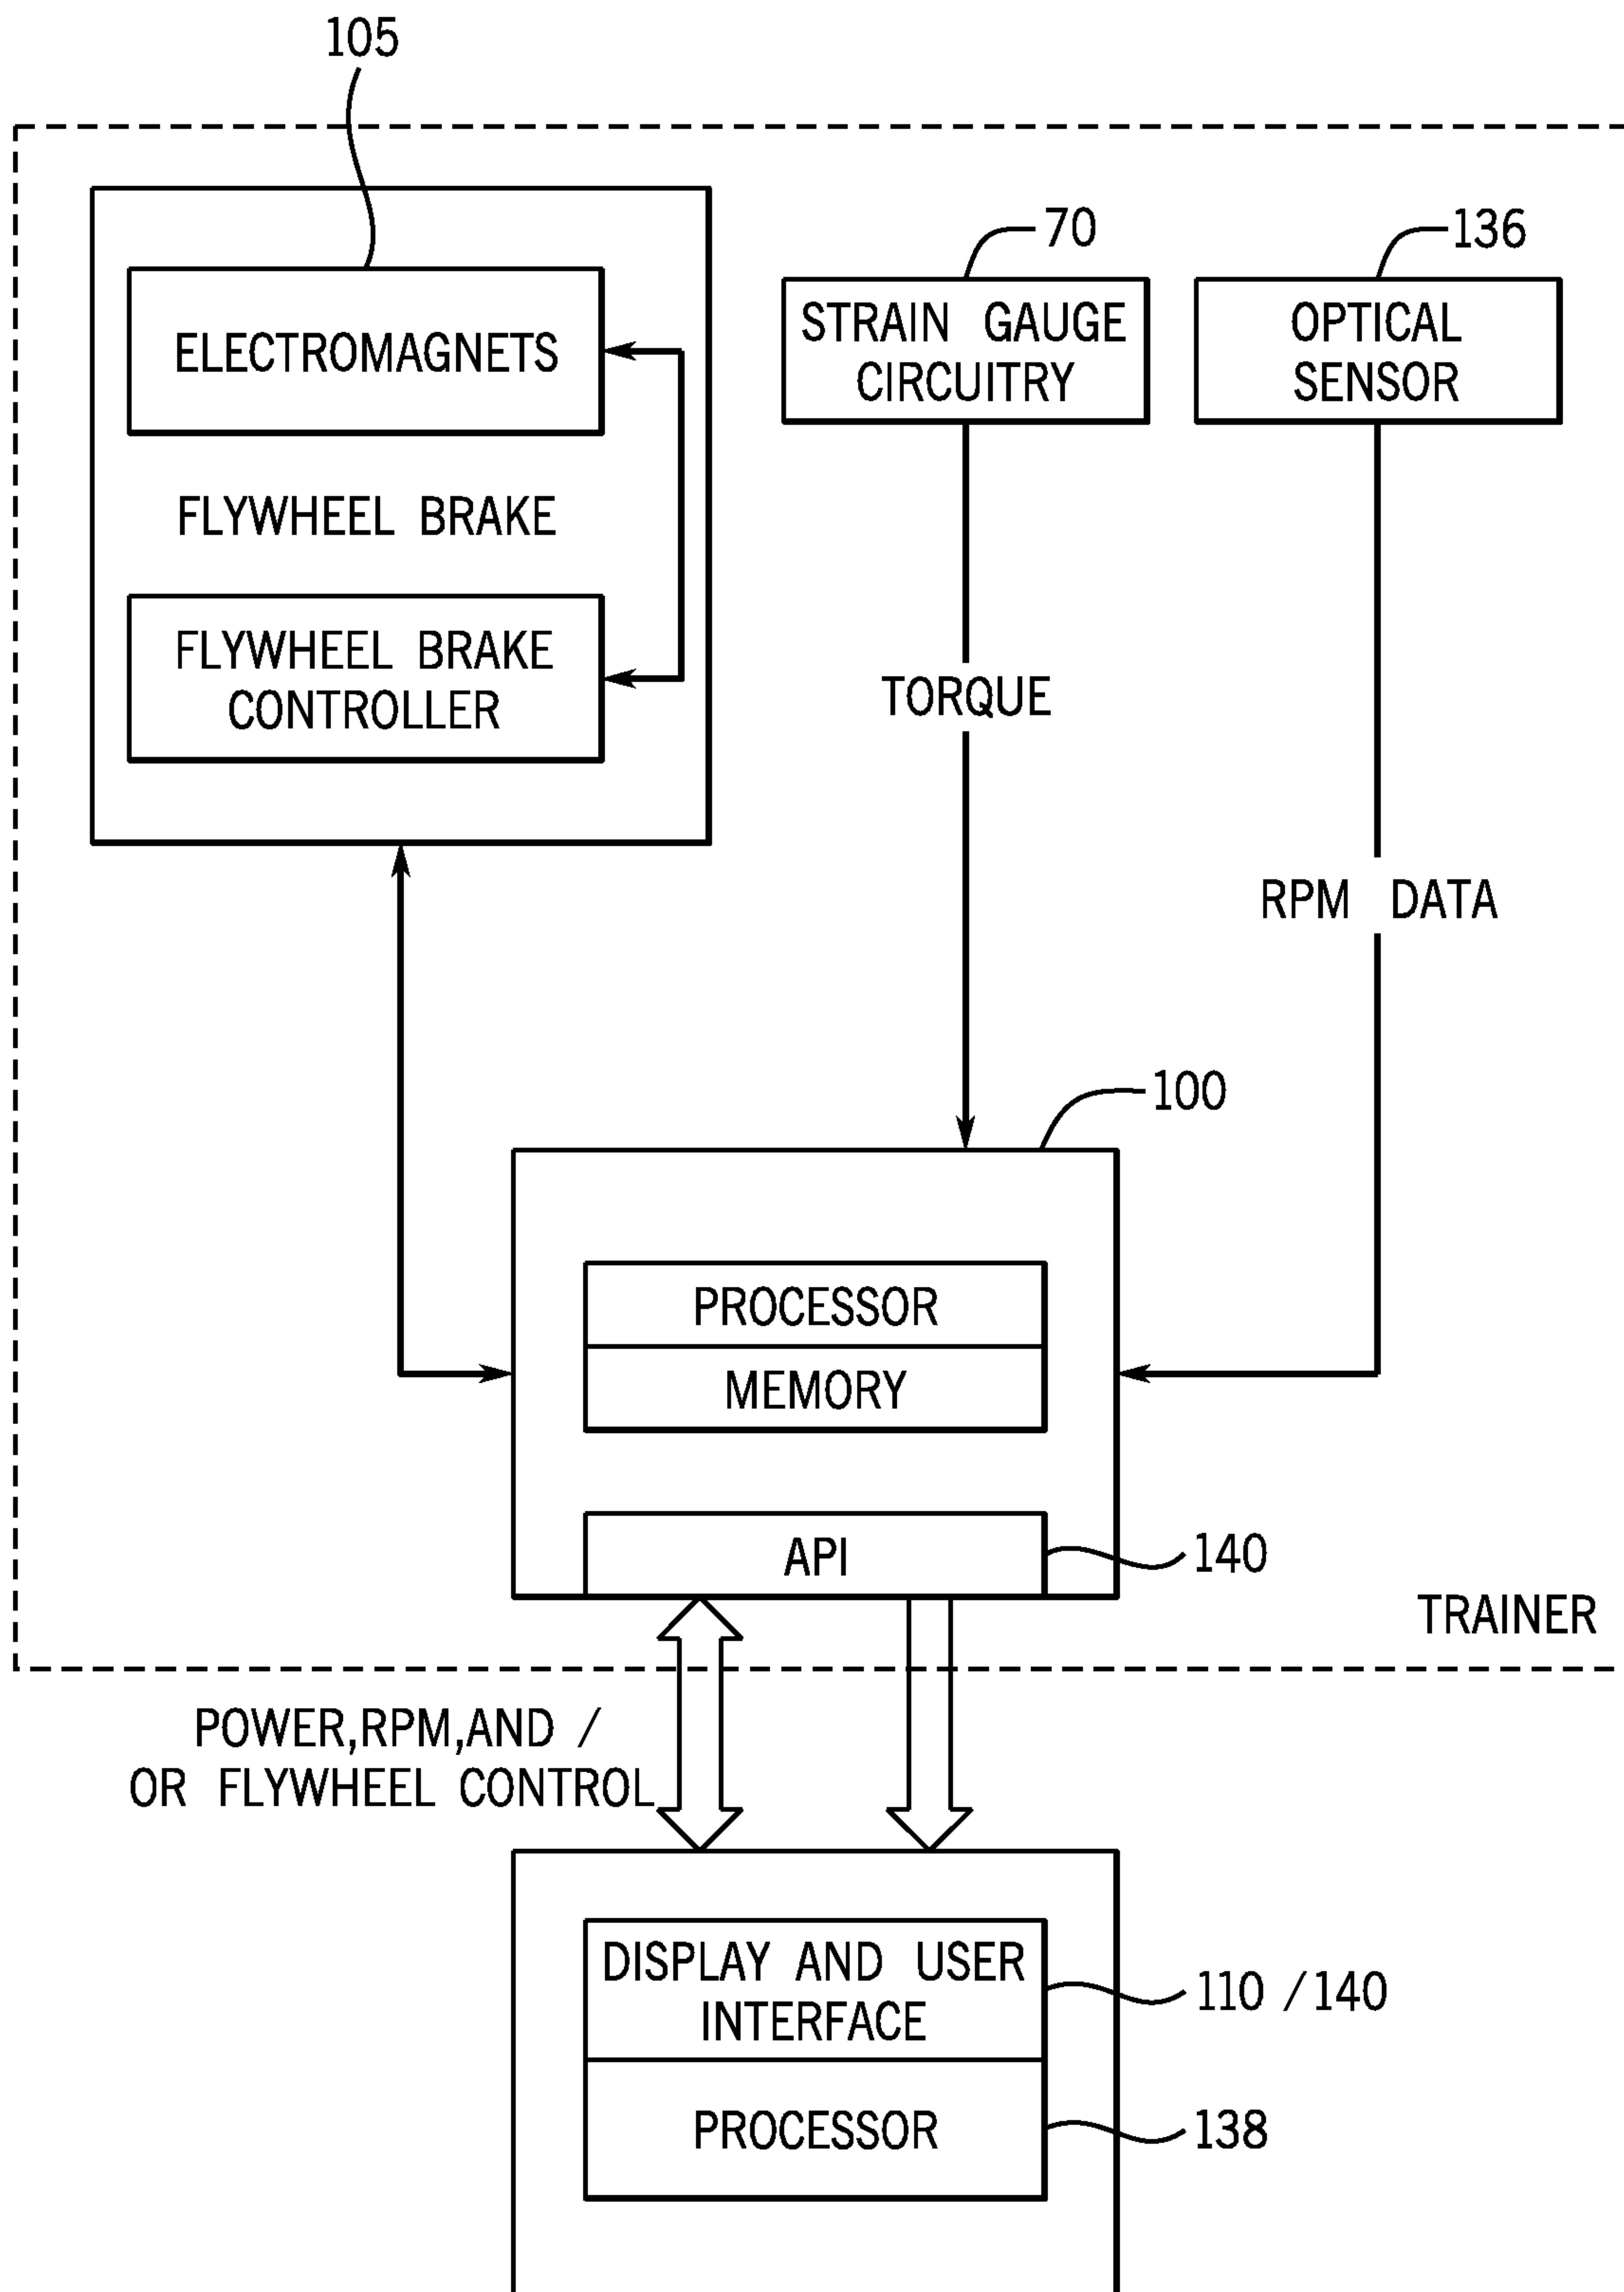 105
70
136
ELECTROMAGNETS
STRAIN GAUGE
CIRCUITRY
OPTICAL
SENSOR
FLYWHEEL BRAKE
FLYWHEEL BRAKE
CONTROLLER
TORQUE
RPM DATA
100
PROCESSOR
MEMORY
API
140
TRAINER
POWER,RPM,AND /
OR FLYWHEEL CONTROL
DISPLAY AND USER
INTERFACE
110 /140
PROCESSOR
138